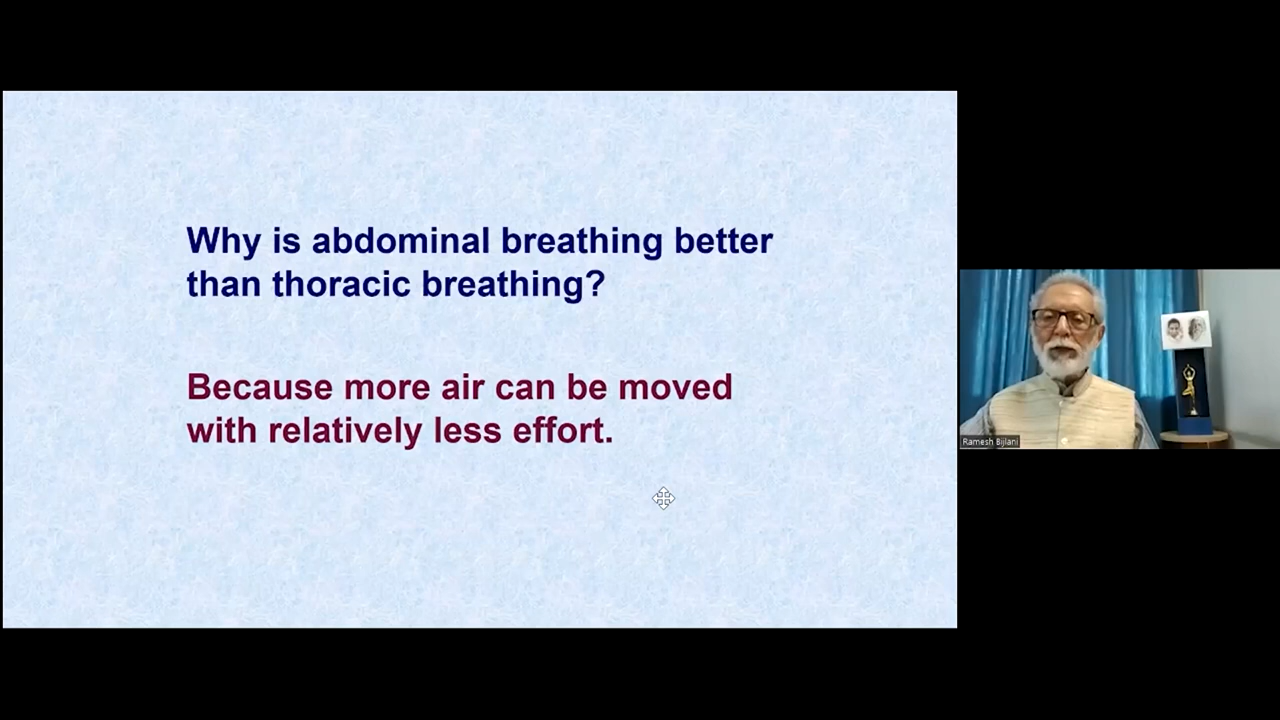 Why is abdominal breathing better
than thoracic breathing?
Because more air can be moved
with relatively less effort.
Ramesh Bijlani